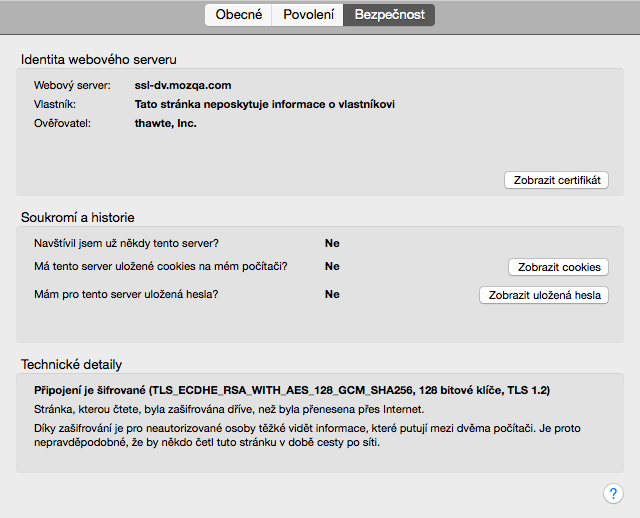 Obecné Povolení Bezpečnost
Identita webového serveru
Webový server: ssl-dv.mozqa.com
Vlastník: Tato stránka neposkytuje informace o vlastníkovi
Ověřovatel: thawte, Inc.
Zobrazit certifikát
Soukromí a historie
Navštívil jsem už někdy tento server? Ne
Má tento server uložené cookies na mém počítači? Ne Zobrazit cookies
Mám pro tento server uložená hesla? Ne Zobrazit uložená hesla
Technické detaily
Připojení je šifrované (TLS_ECDHE_RSA_WITH_AES_128_GCM_SHA256, 128 bitové klíče, TLS 1.2)
Stránka, kterou čtete, byla zašifrována dříve, než byla přenesena přes Internet.
Díky zašifrování je pro neautorizované osoby těžké vidět informace, které putují mezi dvěma počítači. Je proto
nepravděpodobné, že by někdo četl tuto stránku v době cesty po síti.
?